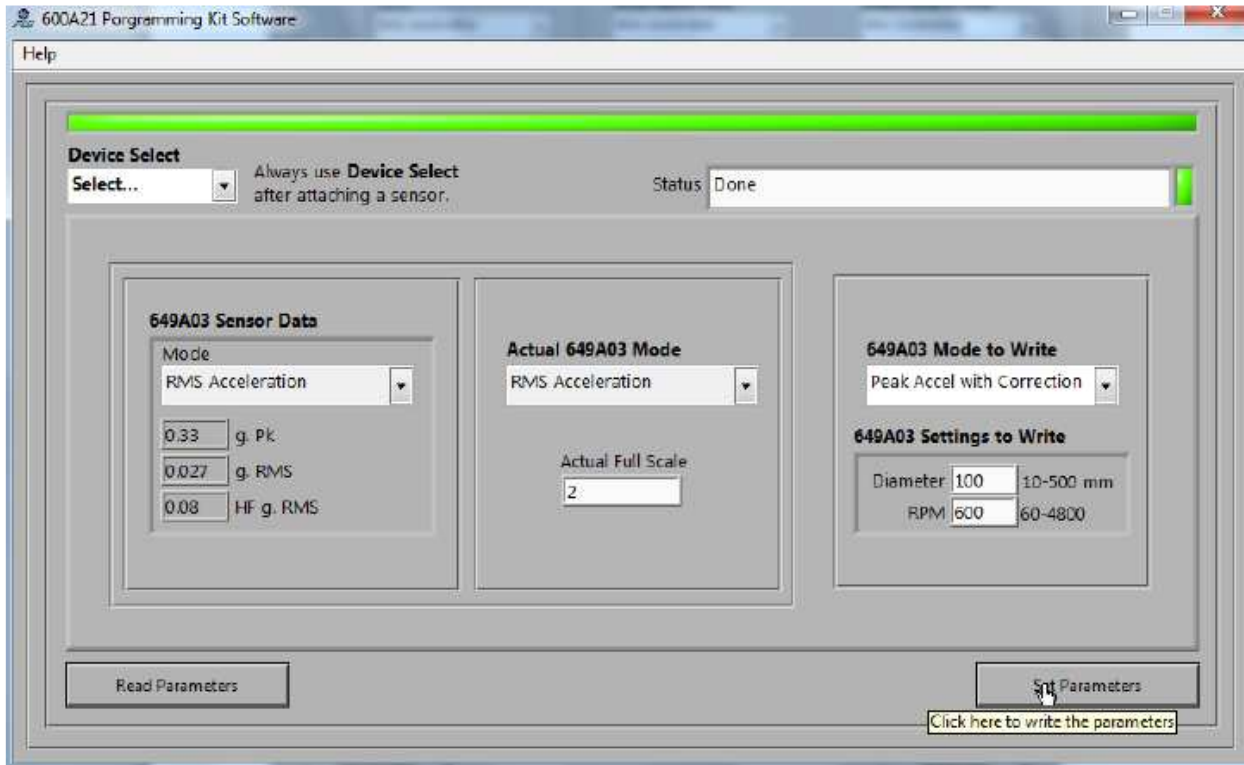 600A21 Porgramming Kit Software
Help
Device Select
Select...
Always use Device Select
after attaching a sensor.
Status Done
649A03 Sensor Data
Mode
RMS Acceleration
0.33 g. Pk
0.027 g. RMS
0.08 HF g. RMS
Actual 649A03 Mode
RMS Acceleration
Actual Full Scale
2
649A03 Mode to Write
Peak Accel with Correction
649A03 Settings to Write
Diameter 100 10-500 mm
RPM 600 60-4800
Read Parameters
Set Parameters
Click here to write the parameters